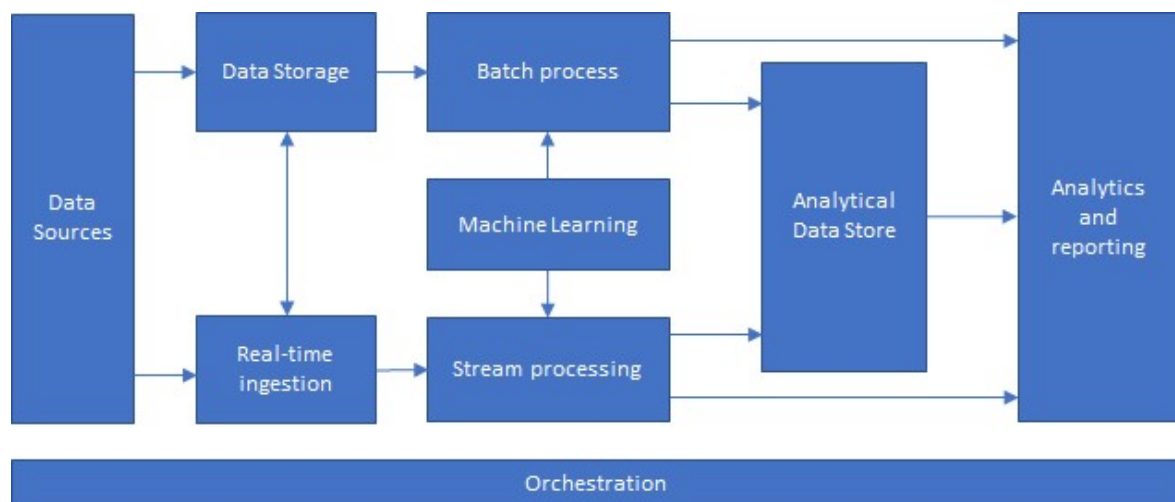 Data Storage
Batch process
Data
Sources
Machine Learning
Analytical
Data Store
Analytics
and
reporting
Real-time
ingestion
Stream processing
Orchestration